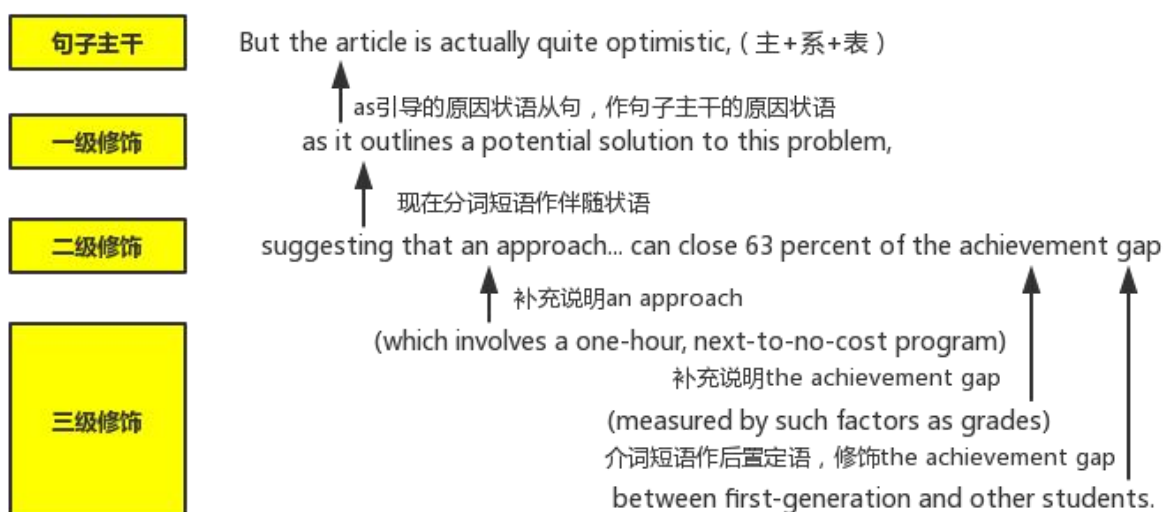 句子主干
But the article is actually quite optimistic,（主+系+表）
as引导的原因状语从句，作句子主干的原因状语
一级修饰
as it outlines a potential solution to this problem,
现在分词短语作伴随状语
二级修饰
suggesting that an approach... can close 63 percent of the achievement gap
补充说明an approach
(which involves a one-hour, next-to-no-cost program)
补充说明the achievement gap
三级修饰
(measured by such factors as grades)
介词短语作后置定语，修饰the achievement gap
between first-generation and other students.